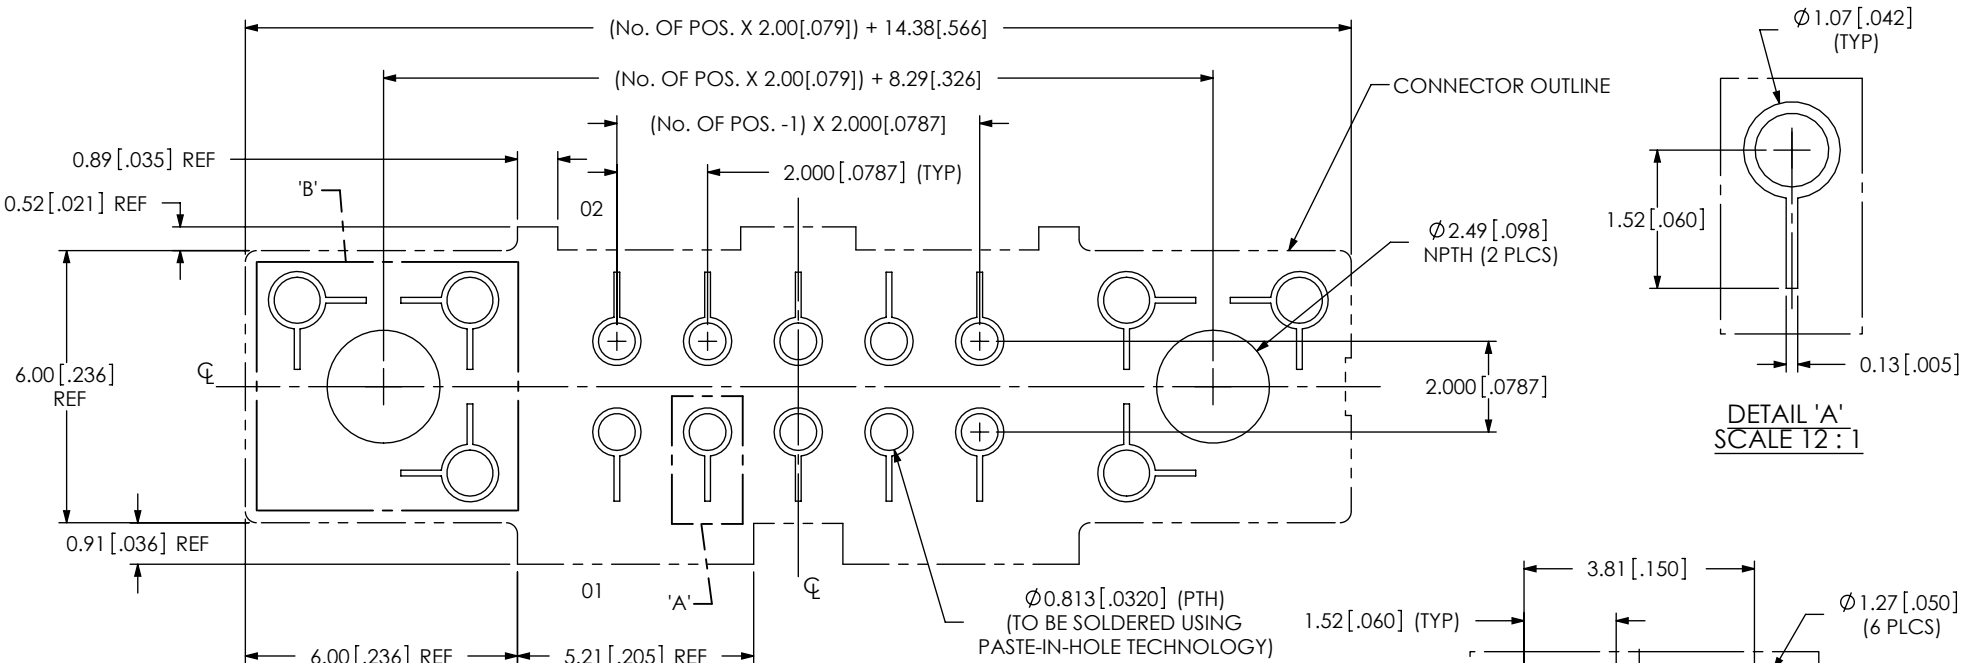 (No. OF POS. X 2.00[.079]) + 14.38[.566]
(No. OF POS. X 2.00[.079]) + 8.29[.326]
CONNECTOR OUTLINE
(No. OF POS. -1) X 2.000[.0787]
0.89[.035] REF
2.000[.0787] (TYP)
'B'
0.52[.021] REF
02
Ø2.49[.098]
NPTH (2 PLCS)
6.00[.236]
REF
℄
2.000[.0787]
0.91[.036] REF
01
'A'
℄
Ø0.813[.0320] (PTH)
(TO BE SOLDERED USING
PASTE-IN-HOLE TECHNOLOGY)
6.00[.236] REF
5.21[.205] REF
Ø1.07[.042]
(TYP)
1.52[.060]
0.13[.005]
DETAIL 'A'
SCALE 12 : 1
3.81[.150]
1.52[.060] (TYP)
Ø1.27[.050]
(6 PLCS)